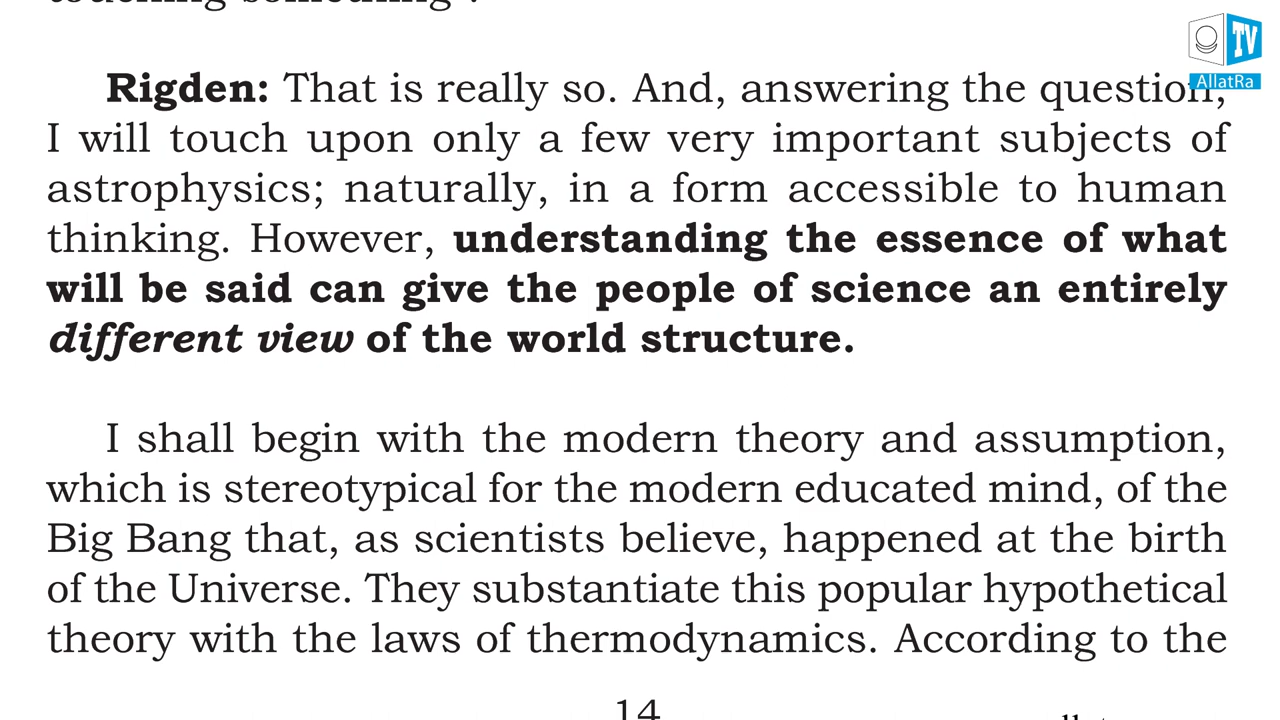 TV
AllatRa
Rigden: That is really so. And, answering the question,
I will touch upon only a few very important subjects of
astrophysics; naturally, in a form accessible to human
thinking. However, understanding the essence of what
will be said can give the people of science an entirely
different view of the world structure.
I shall begin with the modern theory and assumption,
which is stereotypical for the modern educated mind, of the
Big Bang that, as scientists believe, happened at the birth
of the Universe. They substantiate this popular hypothetical
theory with the laws of thermodynamics. According to the
14